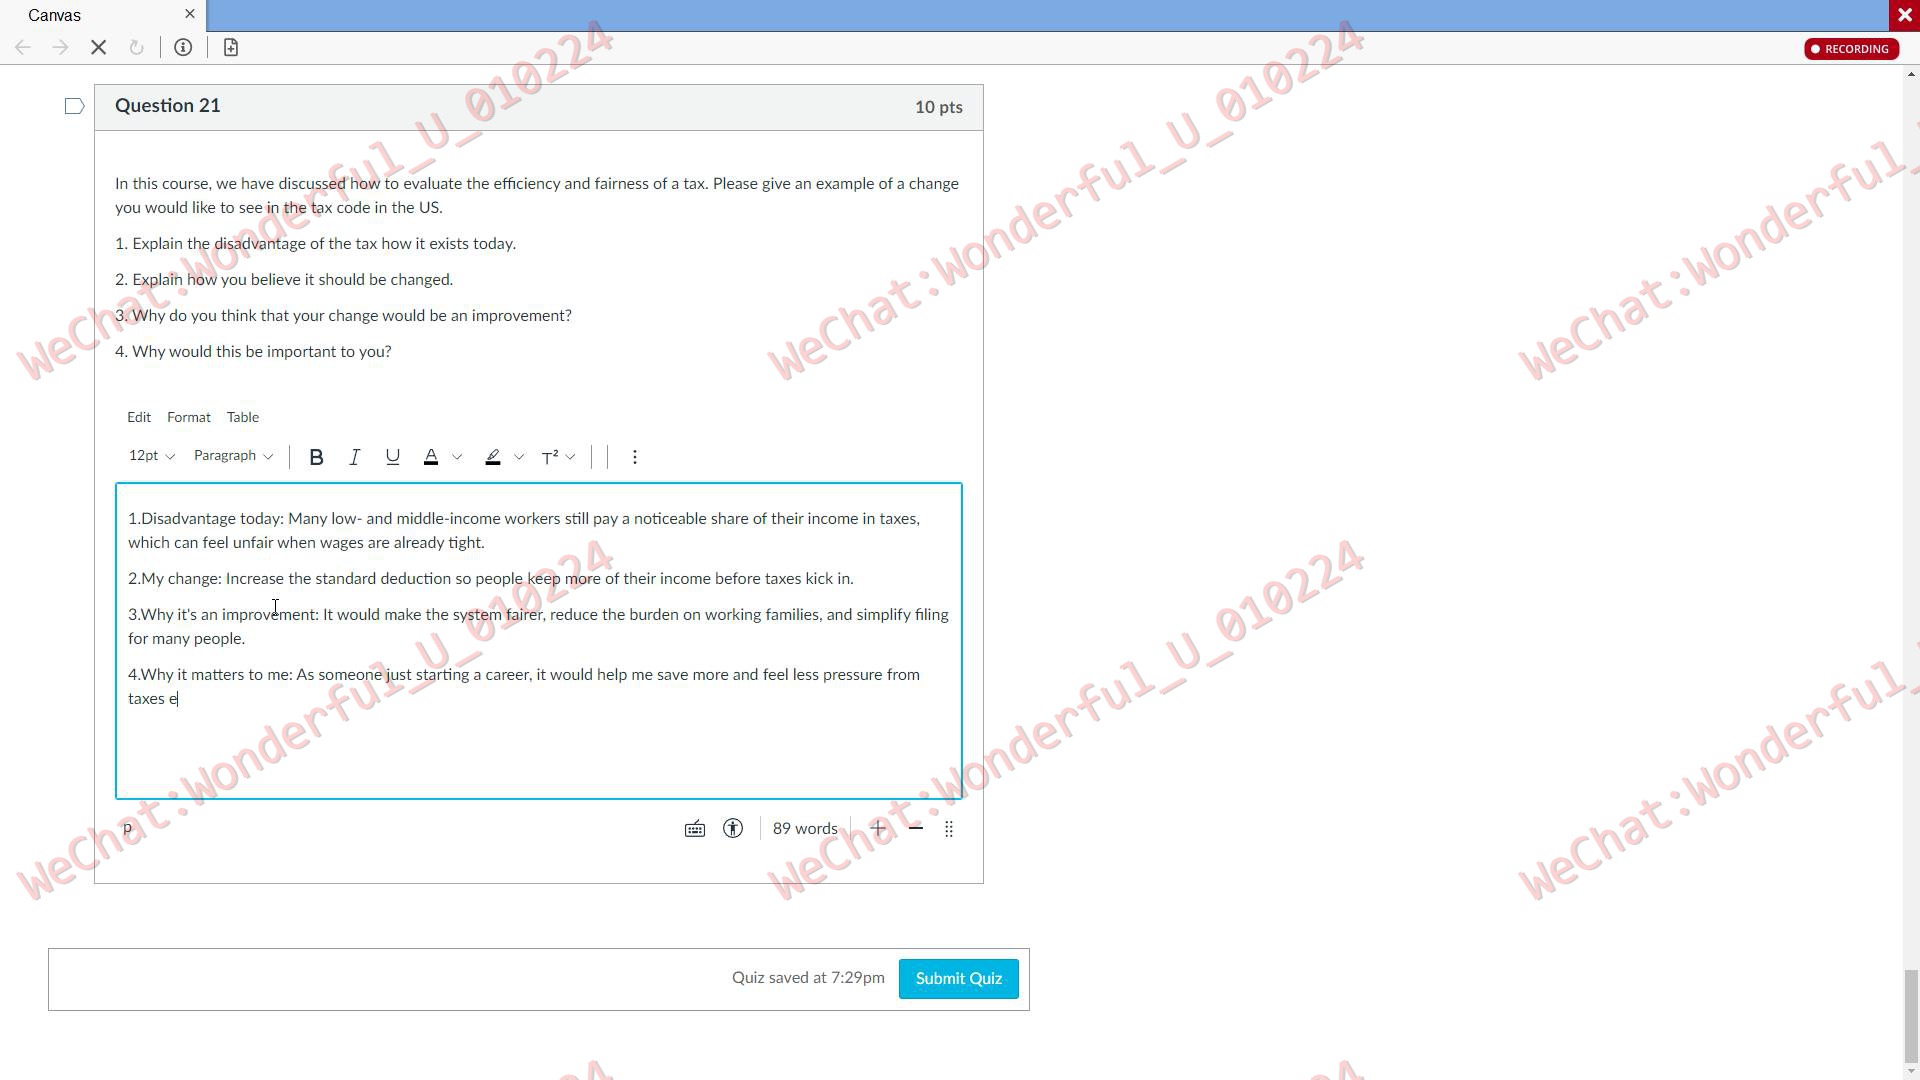 Canvas
RECORDING
Question 21
10 pts
In this course, we have discussed how to evaluate the efficiency and fairness of a tax. Please give an example of a change
you would like to see in the tax code in the US.
1. Explain the disadvantage of the tax how it exists today.
2. Explain how you believe it should be changed.
3. Why do you think that your change would be an improvement?
4. Why would this be important to you?
Edit Format Table
12pt Paragraph B I U A T²
1.Disadvantage today: Many low- and middle-income workers still pay a noticeable share of their income in taxes,
which can feel unfair when wages are already tight.
2.My change: Increase the standard deduction so people keep more of their income before taxes kick in.
3.Why it's an improvement: It would make the system fairer, reduce the burden on working families, and simplify filing
for many people.
4.Why it matters to me: As someone just starting a career, it would help me save more and feel less pressure from
taxes e
p
89 words
Quiz saved at 7:29pm
Submit Quiz
WeChat:Wonderful_U_010224
WeChat:Wonderful_U_010224
WeChat:Wonderful_
WeChat:Wonderful_U_010224
WeChat:Wonderful_U_010224
WeChat:Wonderful_